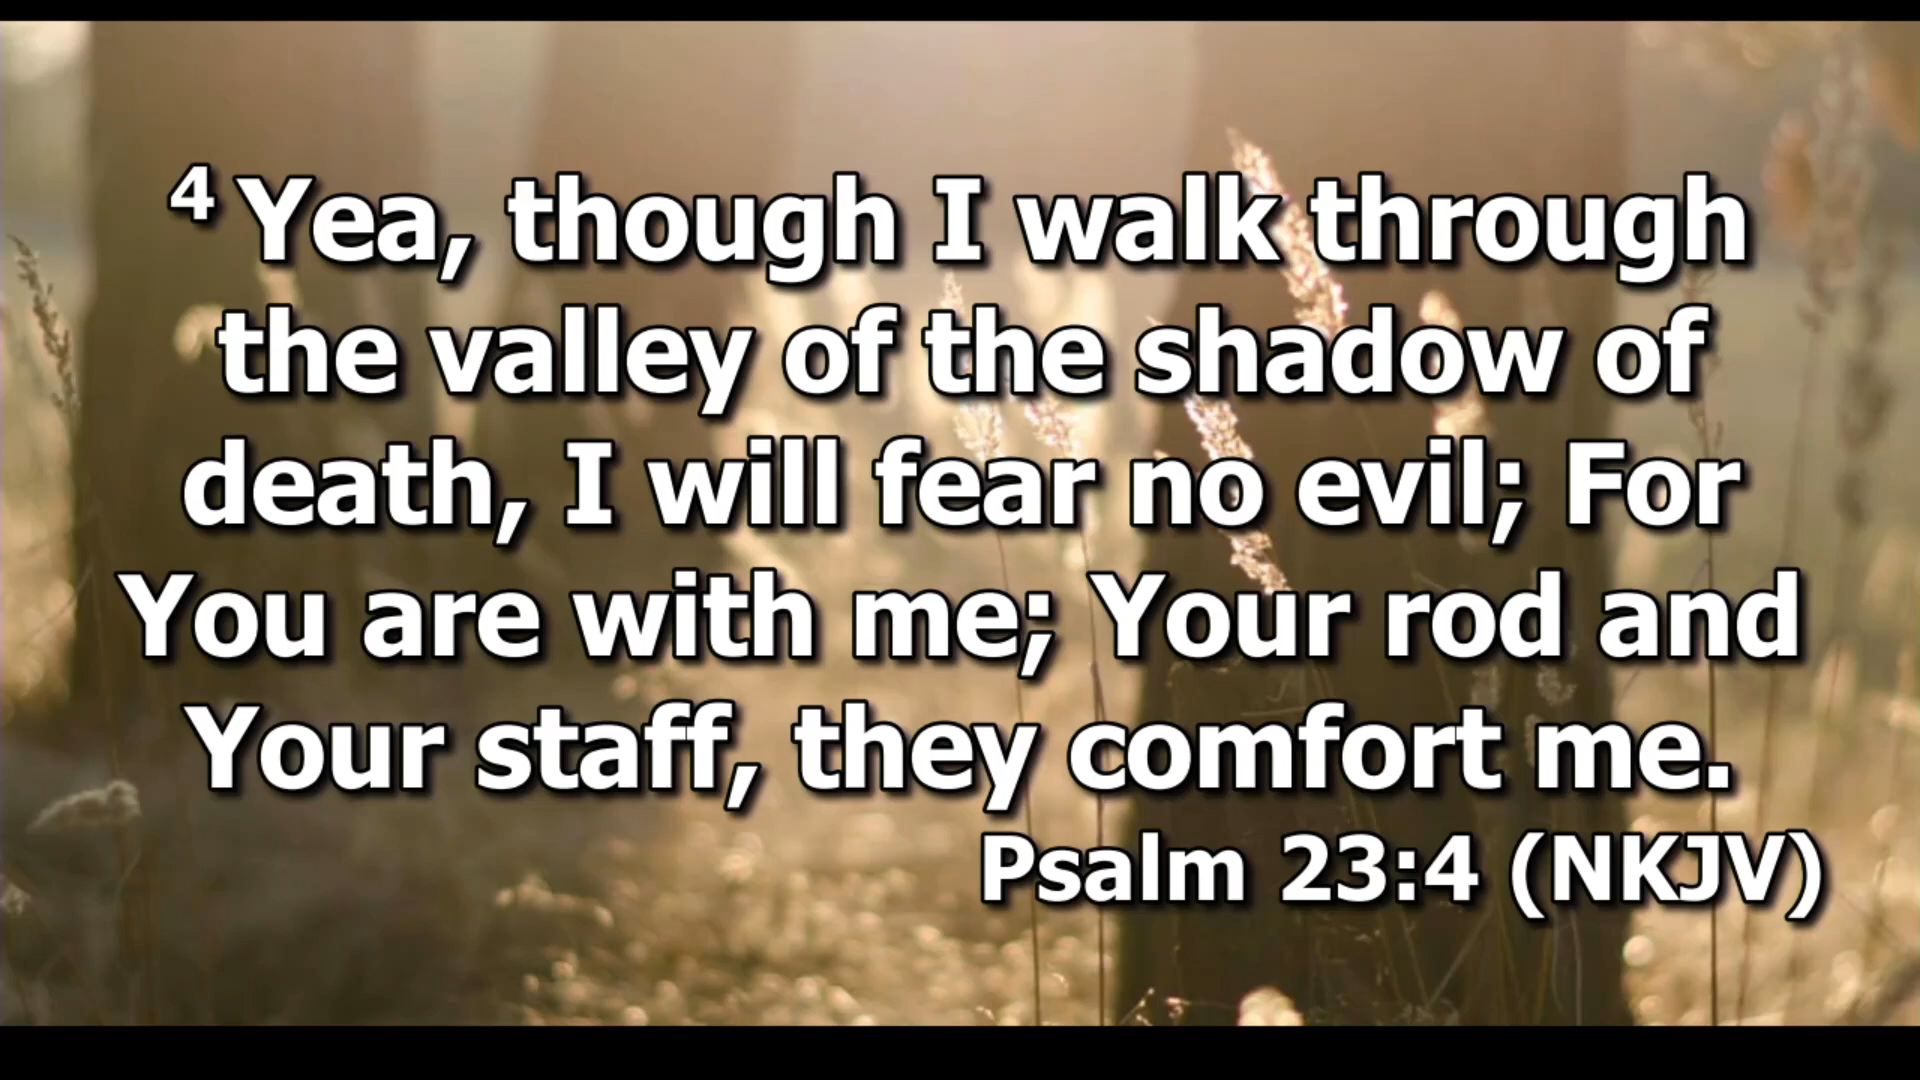 4 Yea, though I walk through
the valley of the shadow of
death, I will fear no evil; For
You are with me; Your rod and
Your staff, they comfort me.
Psalm 23:4 (NKJV)